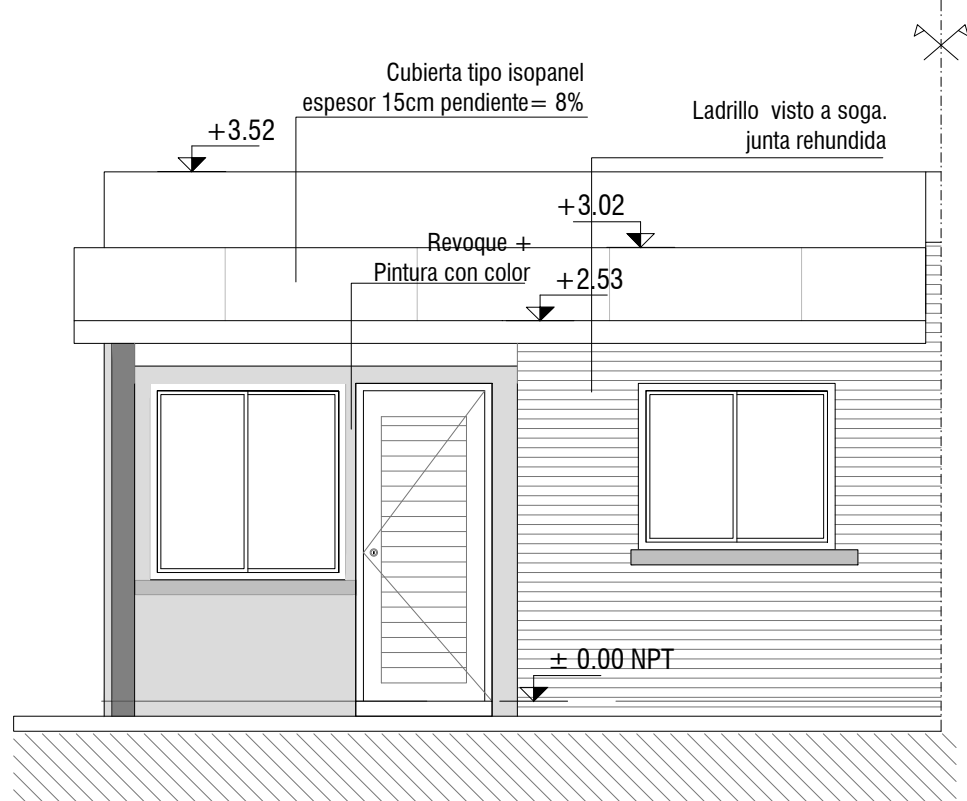 Cubierta tipo isopanel
espesor 15cm pendiente= 8%
Ladrillo visto a soga.
junta rehundida
+3.52
+3.02
Revoque +
Pintura con color
+2.53
± 0.00 NPT